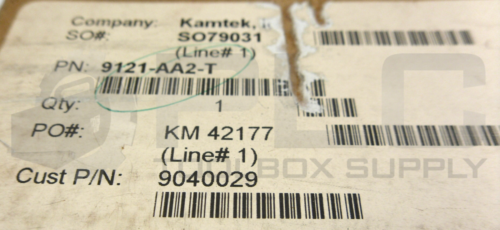 Company: Kamtek,
SO#: SO79031
(Line# 1)
PN: 9121-AA2-T
Qty: 1
PLC
PO#: KM 42177
(Line# 1)
BOX SUPPLY
Cust P/N: 9040029